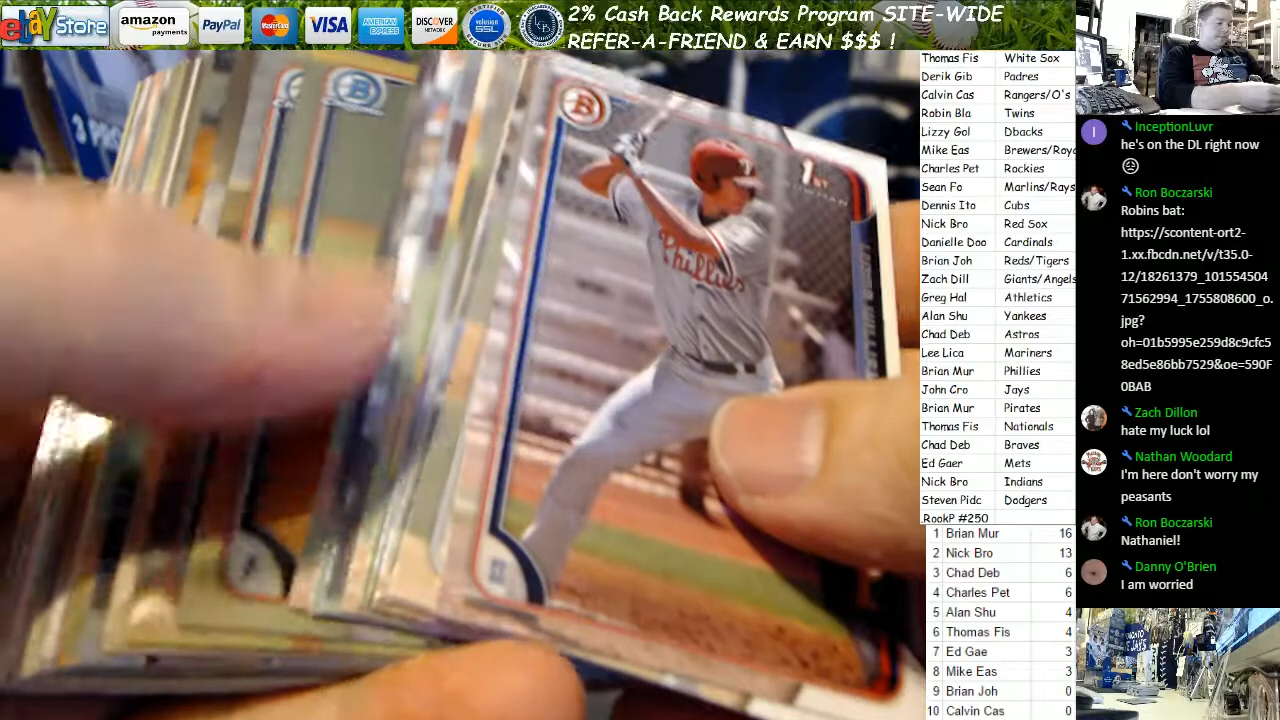 ebay Store
amazon
payments
PayPal
MasterCard
VISA
AMERICAN EXPRESS
DISCOVER
NETWORK
volusion
SSL
2% Cash Back Rewards Program SITE-WIDE
REFER-A-FRIEND & EARN $$$ !
Thomas Fis White Sox
Derik Gib Padres
Calvin Cas Rangers/O's
Robin Bla Twins
Lizzy Gol Dbacks
Mike Eas Brewers/Roya
Charles Pet Rockies
Sean Fo Marlins/Rays
Dennis Ito Cubs
Nick Bro Red Sox
Danielle Doo Cardinals
Brian Joh Reds/Tigers
Zach Dill Giants/Angels
Greg Hal Athletics
Alan Shu Yankees
Chad Deb Astros
Lee Lica Mariners
Brian Mur Phillies
John Cro Jays
Brian Mur Pirates
Thomas Fis Nationals
Chad Deb Braves
Ed Gaer Mets
Nick Bro Indians
Steven Pidc Dodgers
.RookP #250
1 Brian Mur 16
2 Nick Bro 13
3 Chad Deb 6
4 Charles Pet 6
5 Alan Shu 4
6 Thomas Fis 4
7 Ed Gae 3
8 Mike Eas 3
9 Brian Joh 0
10 Calvin Cas 0
I
InceptionLuvr
he's on the DL right now
Ron Boczarski
Robins bat:
https://scontent-ort2-
1.xx.fbcdn.net/v/t35.0-
12/18261379_101554504
71562994_1755808600_o.
jpg?
oh=01b5995e259d8c9cfc5
8ed5e86bb7529&oe=590F
0BAB
Zach Dillon
hate my luck lol
Nathan Woodard
I'm here don't worry my
peasants
Ron Boczarski
Nathaniel!
Danny O'Brien
I am worried
B
B
1ST
Phillies
P